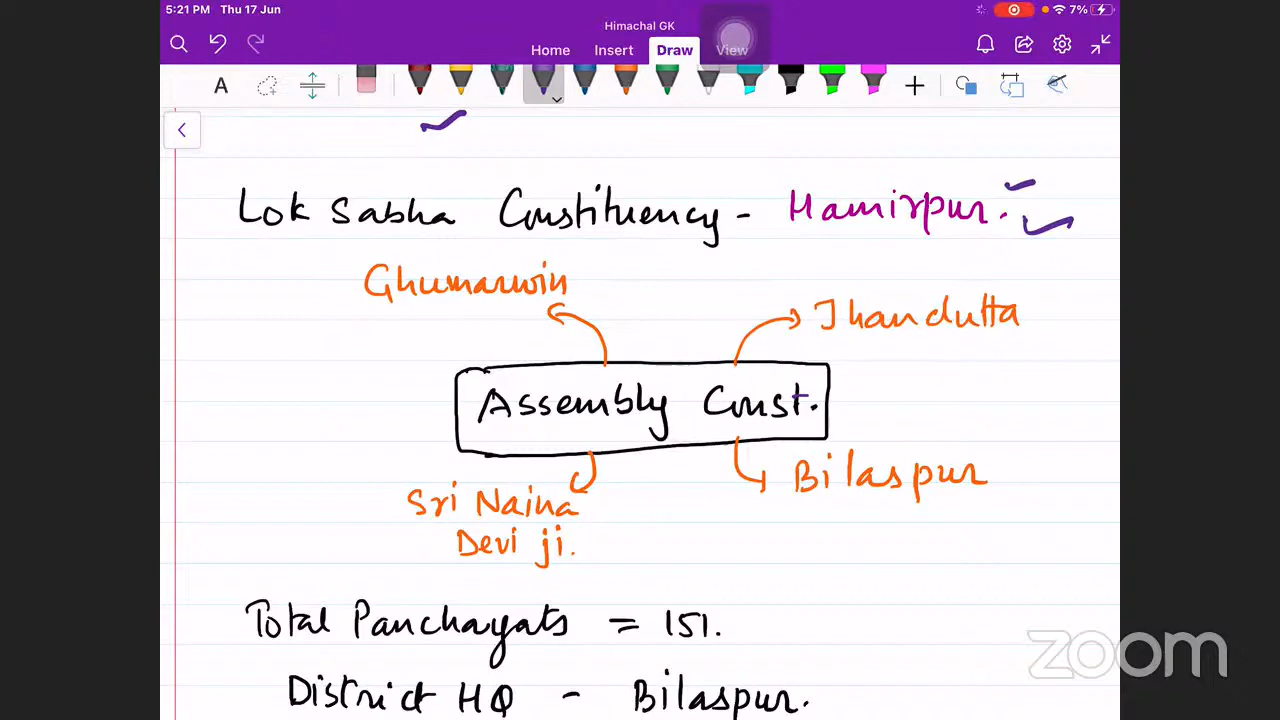 5:21 PM Thu 17 Jun
7%
Himachal GK
Home Insert Draw View
A
Lok Sabha Constituency - Hamirpur.
Ghumarwin
Jhandutta
Assembly Const.
Bilaspur
Sri Naina
Devi ji.
Total Panchayats = 151.
District HQ - Bilaspur.
zoom